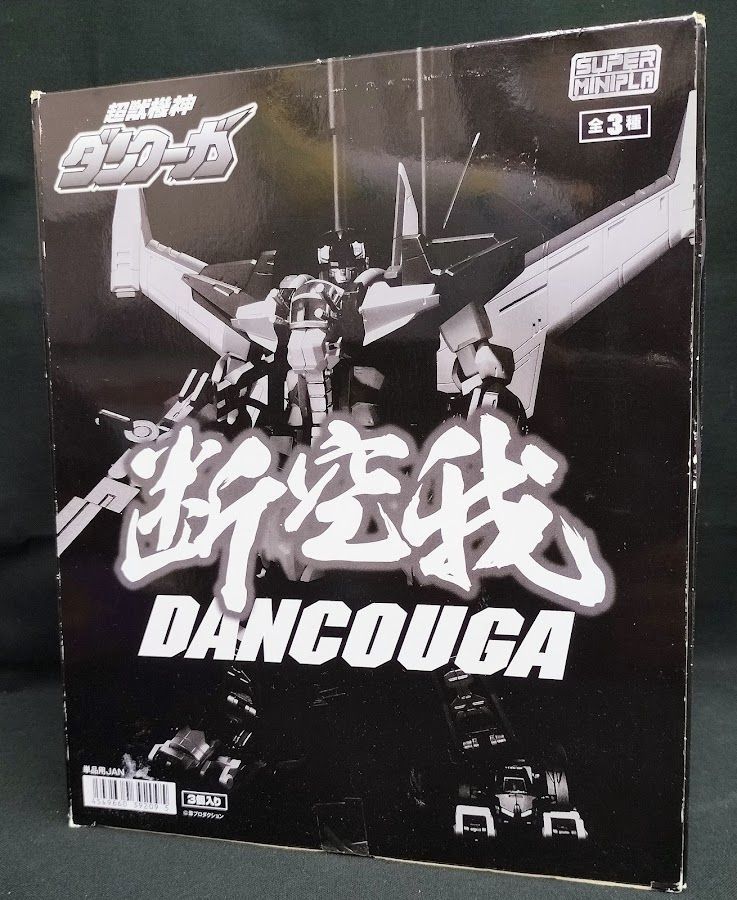 超獣機神
ダンクーガ
SUPER
MINIPLA
全3種
断空我
DANCOUGA
単品用JAN
3個入り
©葦プロダクション